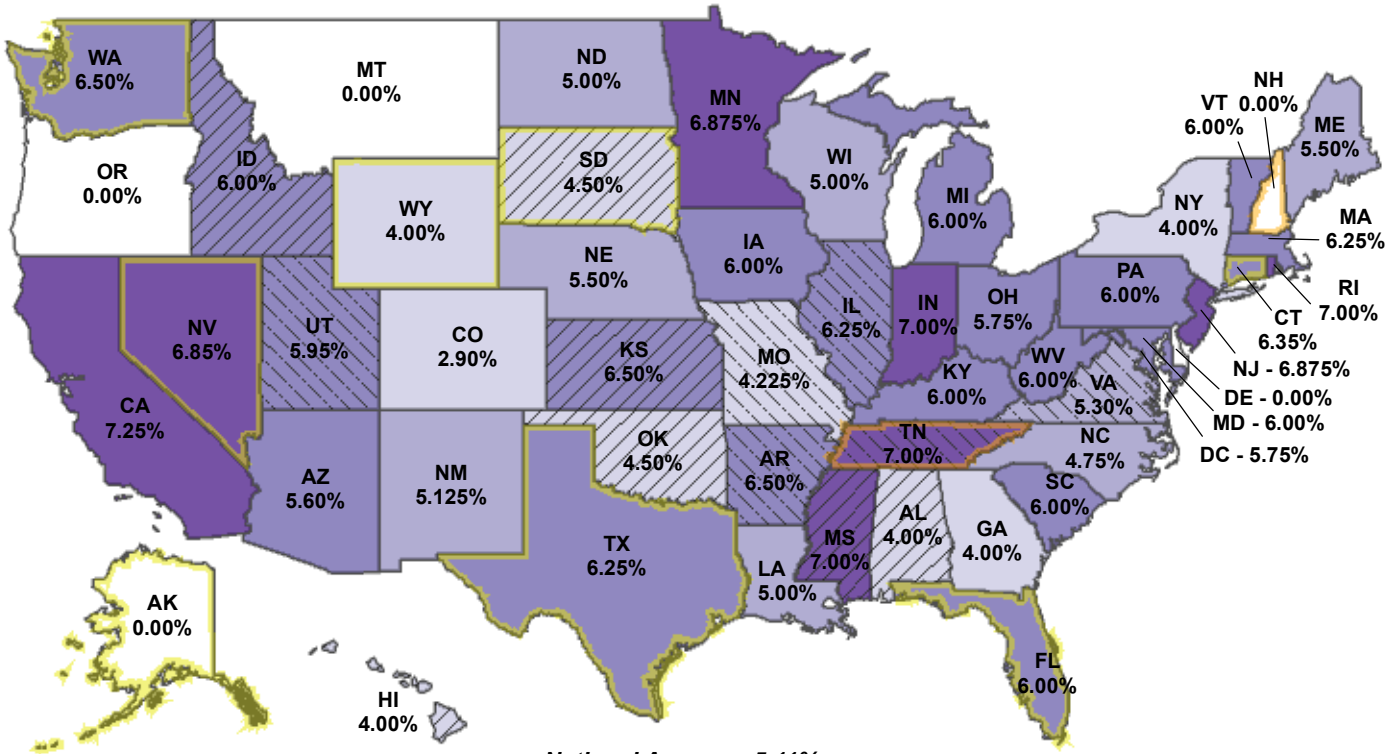 WA
6.50%
MT
0.00%
ND
5.00%
MN
6.875%
NH
0.00%
VT
6.00%
ME
5.50%
OR
0.00%
ID
6.00%
SD
4.50%
WI
5.00%
MI
6.00%
NY
4.00%
MA
6.25%
WY
4.00%
NE
5.50%
IA
6.00%
PA
6.00%
RI
7.00%
CT
6.35%
NJ - 6.875%
DE - 0.00%
MD - 6.00%
DC - 5.75%
NV
6.85%
UT
5.95%
CO
2.90%
KS
6.50%
MO
4.225%
IL
6.25%
IN
7.00%
OH
5.75%
KY
6.00%
WV
6.00%
VA
5.30%
CA
7.25%
AZ
5.60%
NM
5.125%
OK
4.50%
AR
6.50%
TN
7.00%
NC
4.75%
SC
6.00%
TX
6.25%
LA
5.00%
MS
7.00%
AL
4.00%
GA
4.00%
AK
0.00%
HI
4.00%
FL
6.00%